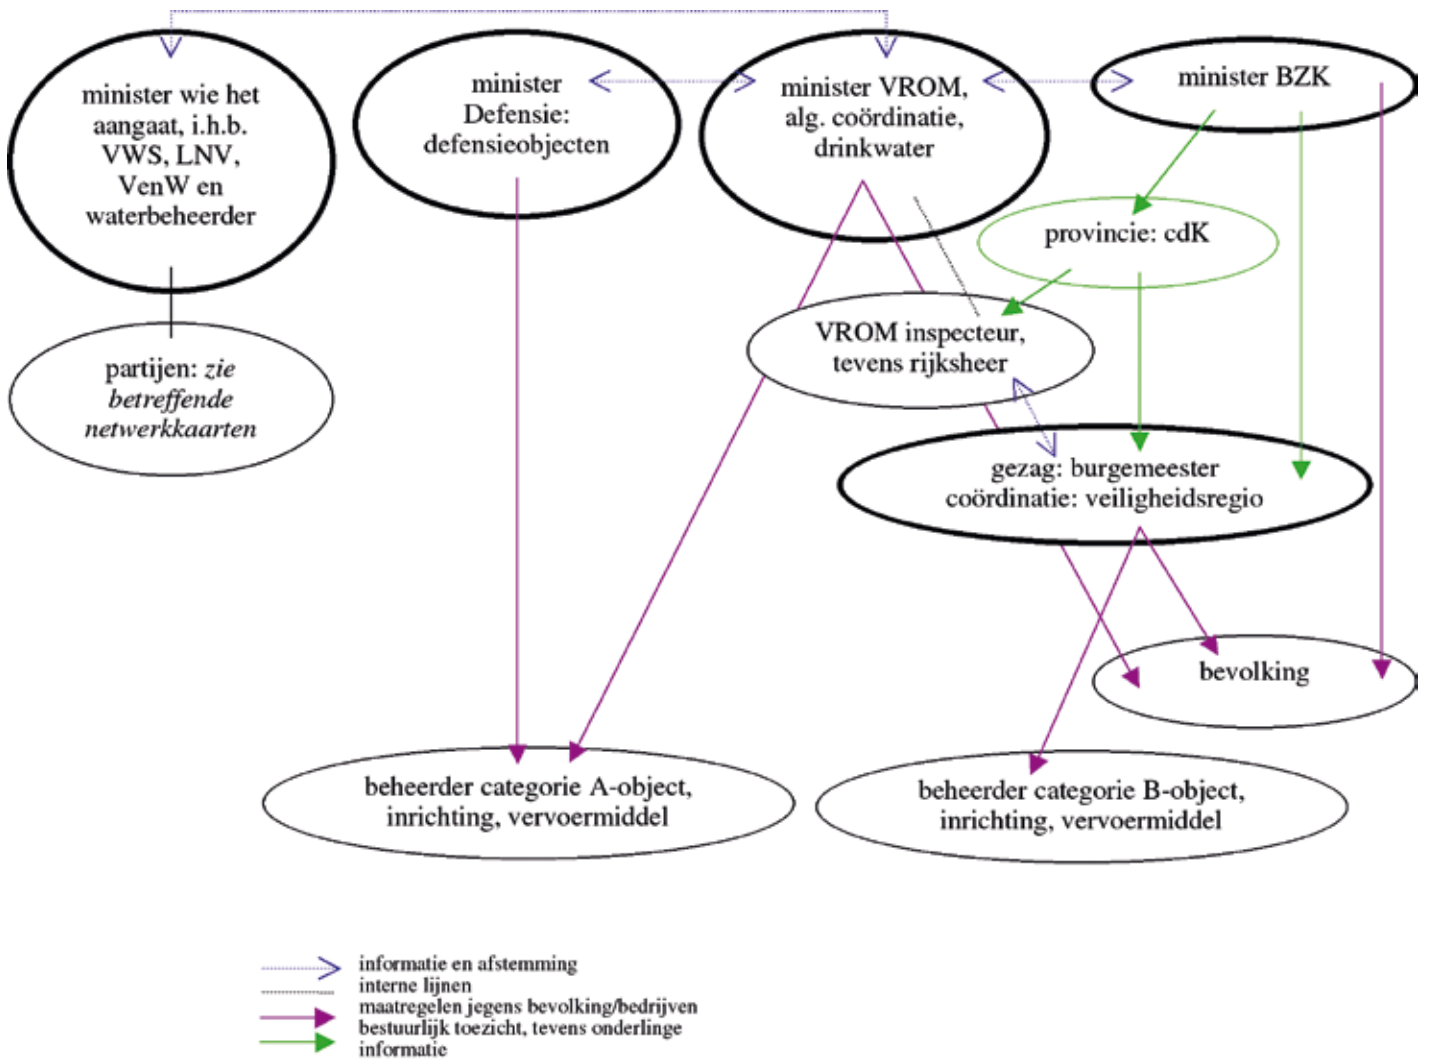 minister wie het
aangaat, i.h.b.
VWS, LNV,
VenW en
waterbeheerder
minister
Defensie:
defensieobjecten
minister VROM,
alg. coördinatie,
drinkwater
minister BZK
provincie: cdK
VROM inspecteur,
tevens rijksheer
partijen: zie
betreffende
netwerkkaarten
gezag: burgemeester
coördinatie: veiligheidsregio
bevolking
beheerder categorie A-object,
inrichting, vervoermiddel
beheerder categorie B-object,
inrichting, vervoermiddel
informatie en afstemming
interne lijnen
maatregelen jegens bevolking/bedrijven
bestuurlijk toezicht, tevens onderlinge
informatie